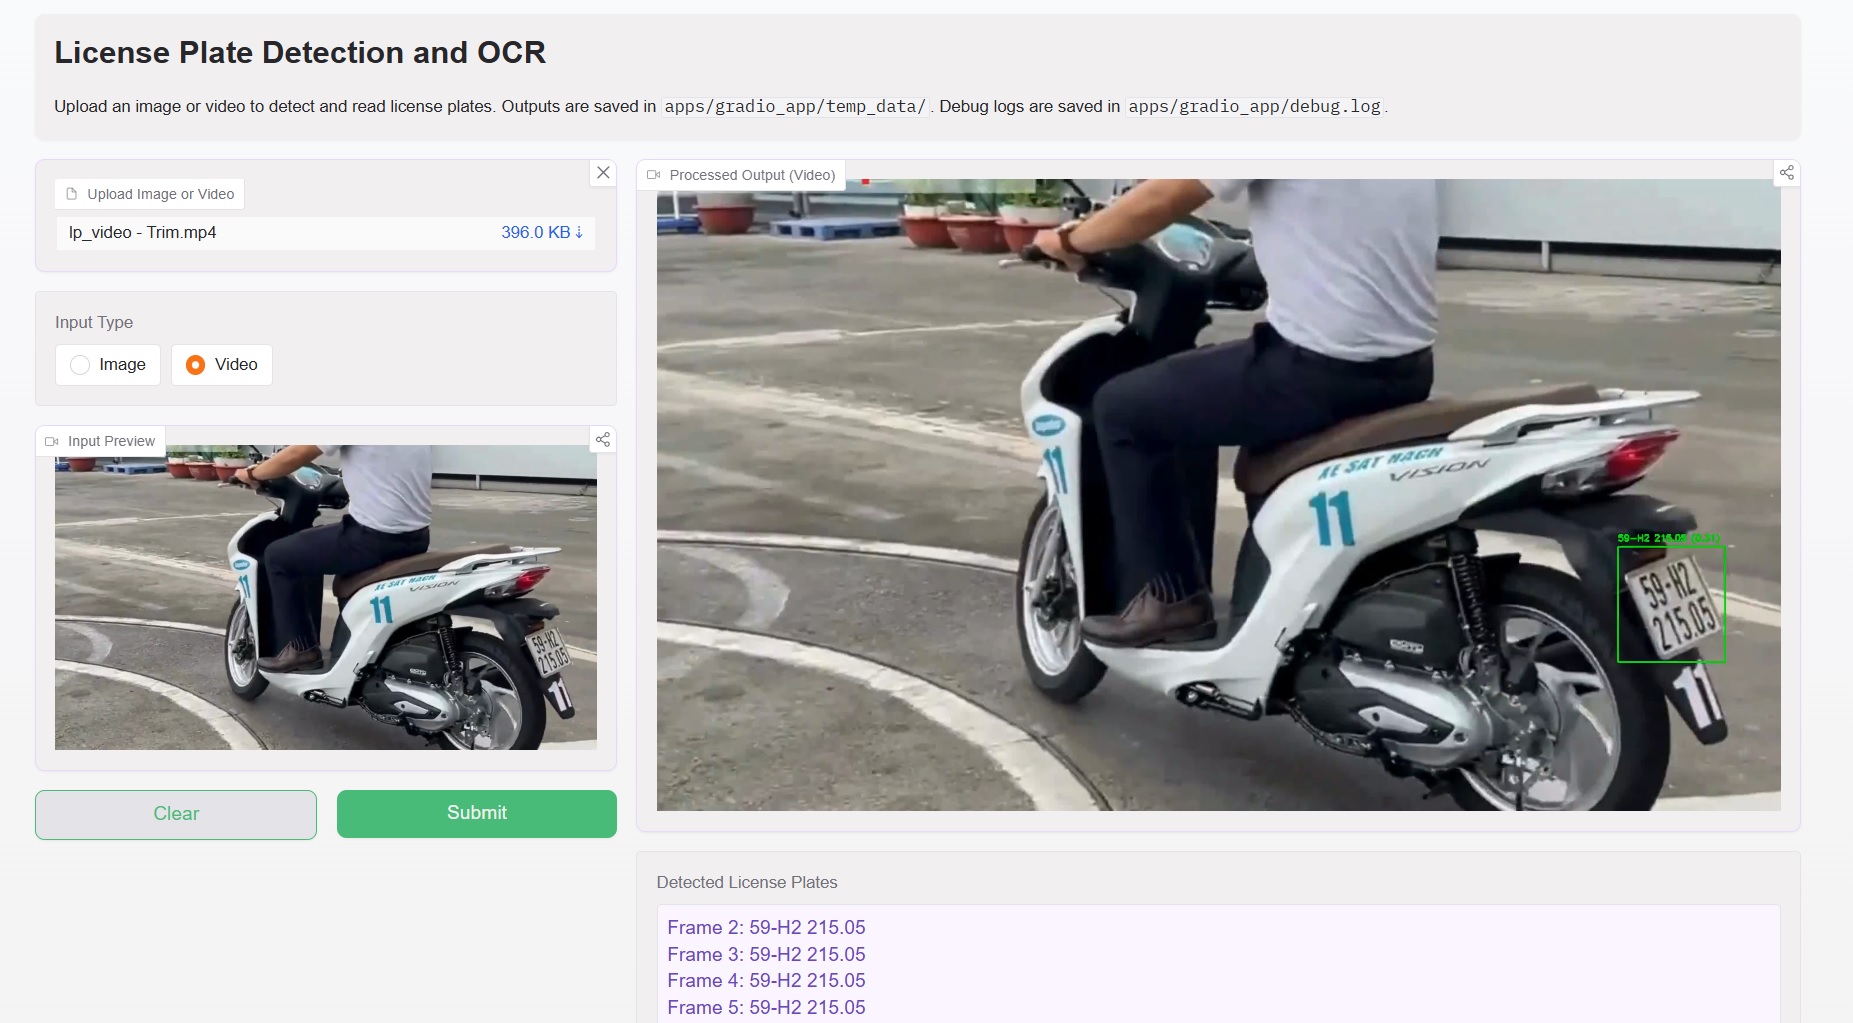 License Plate Detection and OCR
Upload an image or video to detect and read license plates. Outputs are saved in apps/gradio_app/temp_data/. Debug logs are saved in apps/gradio_app/debug.log.
Upload Image or Video
lp_video - Trim.mp4
396.0 KB ↓
Input Type
Image
Video
Input Preview
11
XE SAT HACH
VISION
11
59-H2
215.05
11
Clear
Submit
Processed Output (Video)
11
XE SAT HACH
VISION
11
59-H2 215.05
59-H2
215.05
11
Detected License Plates
Frame 2: 59-H2 215.05
Frame 3: 59-H2 215.05
Frame 4: 59-H2 215.05
Frame 5: 59-H2 215.05